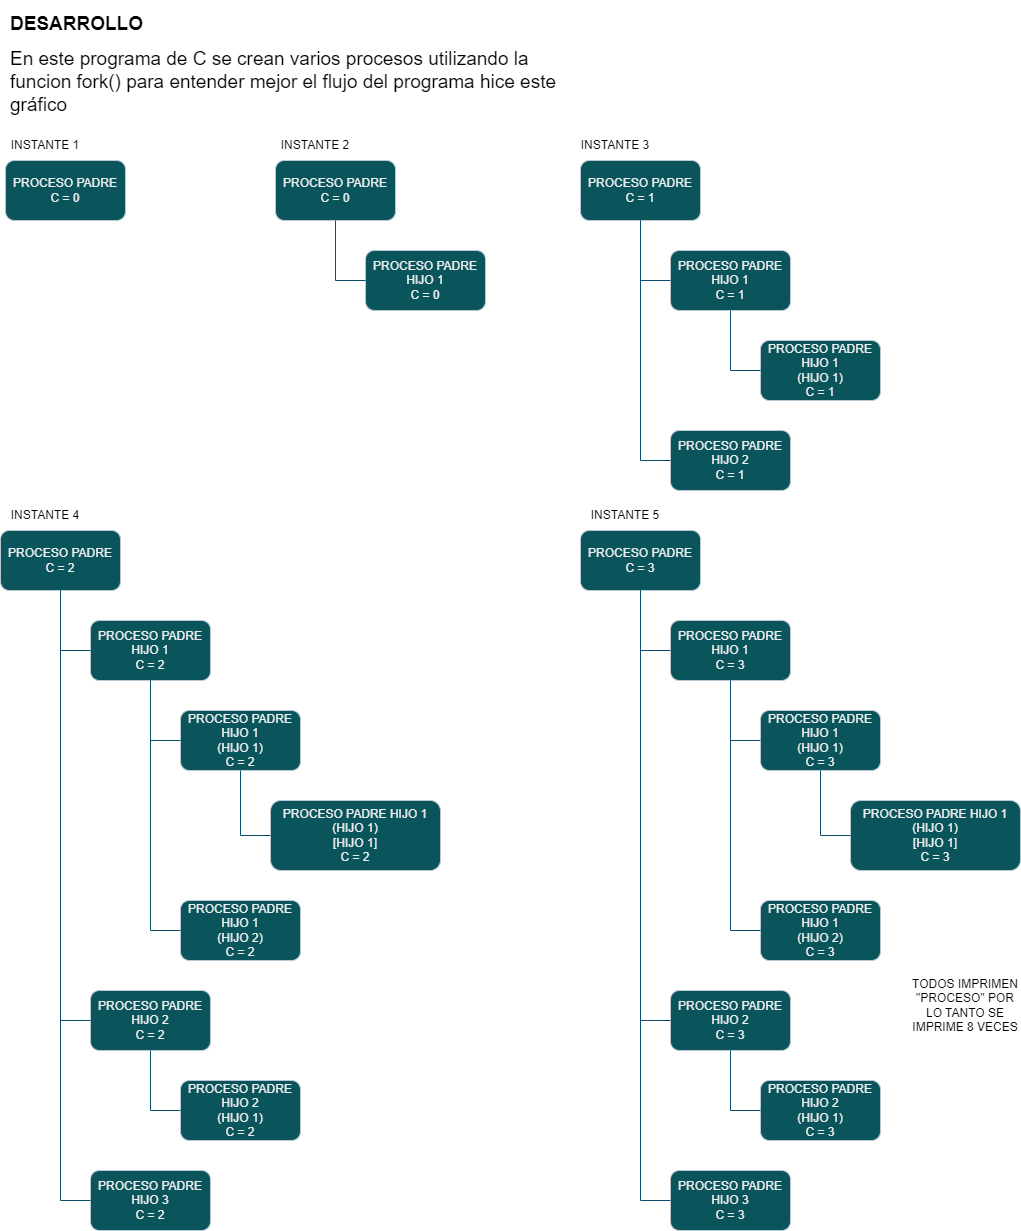 DESARROLLO
En este programa de C se crean varios procesos utilizando la
funcion fork() para entender mejor el flujo del programa hice este
gráfico
INSTANTE 1
PROCESO PADRE
C = 0
INSTANTE 2
PROCESO PADRE
C = 0
PROCESO PADRE
HIJO 1
C = 0
INSTANTE 3
PROCESO PADRE
C = 1
PROCESO PADRE
HIJO 1
C = 1
PROCESO PADRE
HIJO 1
(HIJO 1)
C = 1
PROCESO PADRE
HIJO 2
C = 1
INSTANTE 4
PROCESO PADRE
C = 2
PROCESO PADRE
HIJO 1
C = 2
PROCESO PADRE
HIJO 1
(HIJO 1)
C = 2
PROCESO PADRE HIJO 1
(HIJO 1)
[HIJO 1]
C = 2
PROCESO PADRE
HIJO 1
(HIJO 2)
C = 2
PROCESO PADRE
HIJO 2
C = 2
PROCESO PADRE
HIJO 2
(HIJO 1)
C = 2
PROCESO PADRE
HIJO 3
C = 2
INSTANTE 5
PROCESO PADRE
C = 3
PROCESO PADRE
HIJO 1
C = 3
PROCESO PADRE
HIJO 1
(HIJO 1)
C = 3
PROCESO PADRE HIJO 1
(HIJO 1)
[HIJO 1]
C = 3
PROCESO PADRE
HIJO 1
(HIJO 2)
C = 3
PROCESO PADRE
HIJO 2
C = 3
PROCESO PADRE
HIJO 2
(HIJO 1)
C = 3
PROCESO PADRE
HIJO 3
C = 3
TODOS IMPRIMEN
"PROCESO" POR
LO TANTO SE
IMPRIME 8 VECES